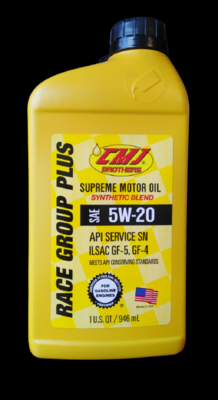 RACE GROUP PLUS
CMJ
BROTHERS
SUPREME MOTOR OIL
SYNTHETIC BLEND
SAE 5W-20
API SERVICE SN
ILSAC GF-5, GF-4
MEETS API CONSERVING STANDARDS
FOR
GASOLINE
ENGINES
1 U.S. QT / 946 mL